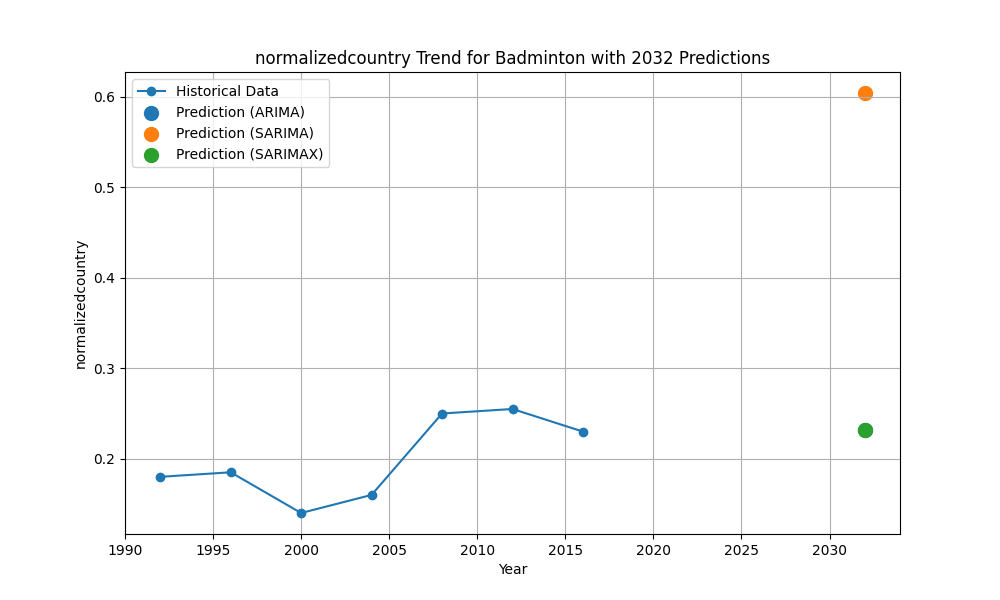 normalizedcountry Trend for Badminton with 2032 Predictions
Historical Data
Prediction (ARIMA)
Prediction (SARIMA)
Prediction (SARIMAX)
0.6
0.5
0.4
0.3
0.2
normalizedcountry
1990 1995 2000 2005 2010 2015 2020 2025 2030
Year